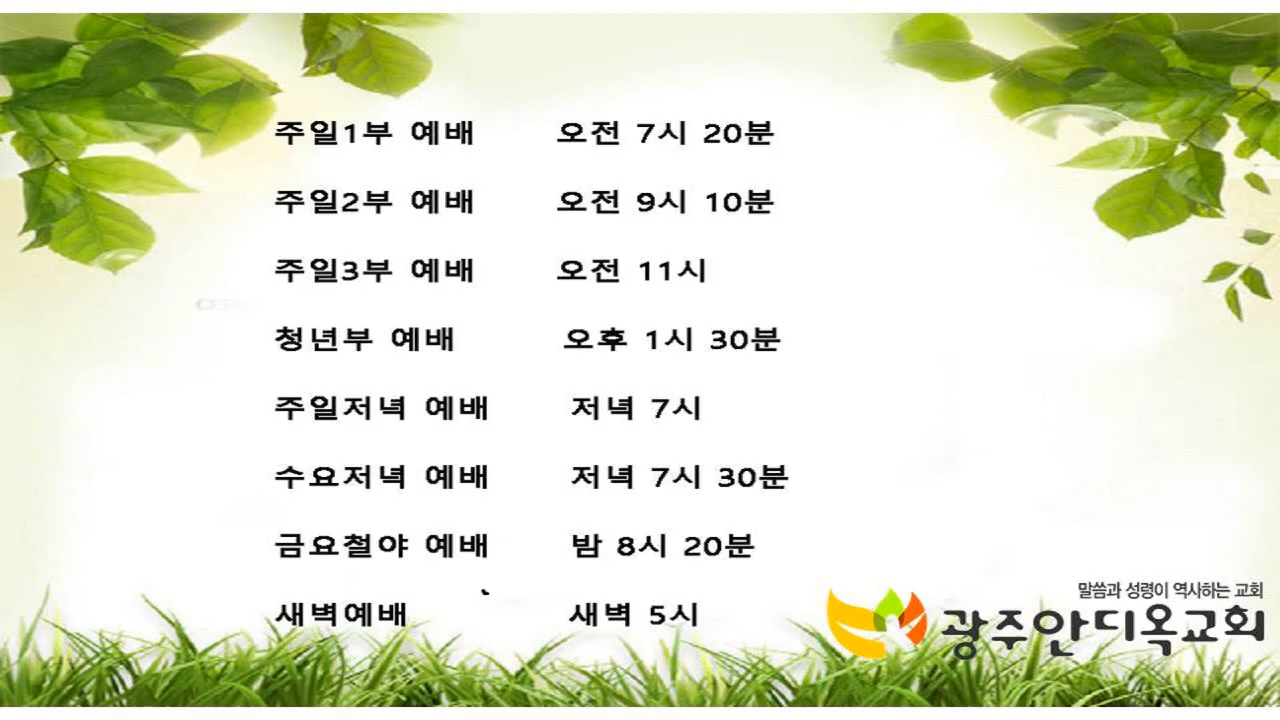 주일1부 예배 오전 7시 20분
주일2부 예배 오전 9시 10분
주일3부 예배 오전 11시
청년부 예배 오후 1시 30분
주일저녁 예배 저녁 7시
수요저녁 예배 저녁 7시 30분
금요철야 예배 밤 8시 20분
새벽예배 새벽 5시
말씀과 성령이 역사하는 교회
광주안디옥교회